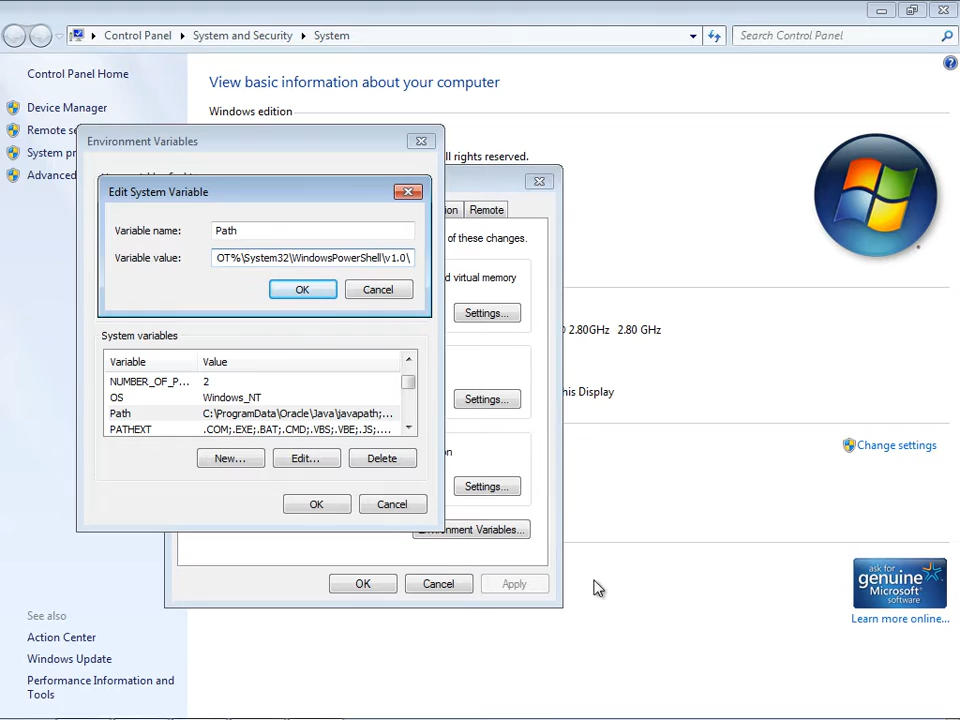 Control Panel
System and Security
System
Search Control Panel
Control Panel Home
View basic information about your computer
Device Manager
Windows edition
Remote se
Environment Variables
System pr
ll rights reserved.
Advanced
Edit System Variable
ion
Remote
Variable name:
Path
of these changes.
Variable value:
OT%\System32\WindowsPowerShell\v1.0\
d virtual memory
OK
Cancel
Settings...
System variables
2.80GHz 2.80 GHz
Variable
Value
NUMBER_OF_P...
2
OS
Windows_NT
his Display
Settings...
Path
C:\ProgramData\Oracle\Java\javapath;...
PATHEXT
.COM;.EXE;.BAT;.CMD;.VBS;.VBE;.JS;....
Change settings
on
New...
Edit...
Delete
Settings...
OK
Cancel
Environment Variables...
OK
Cancel
Apply
ask for
genuine
Microsoft
software
See also
Learn more online...
Action Center
Windows Update
Performance Information and
Tools